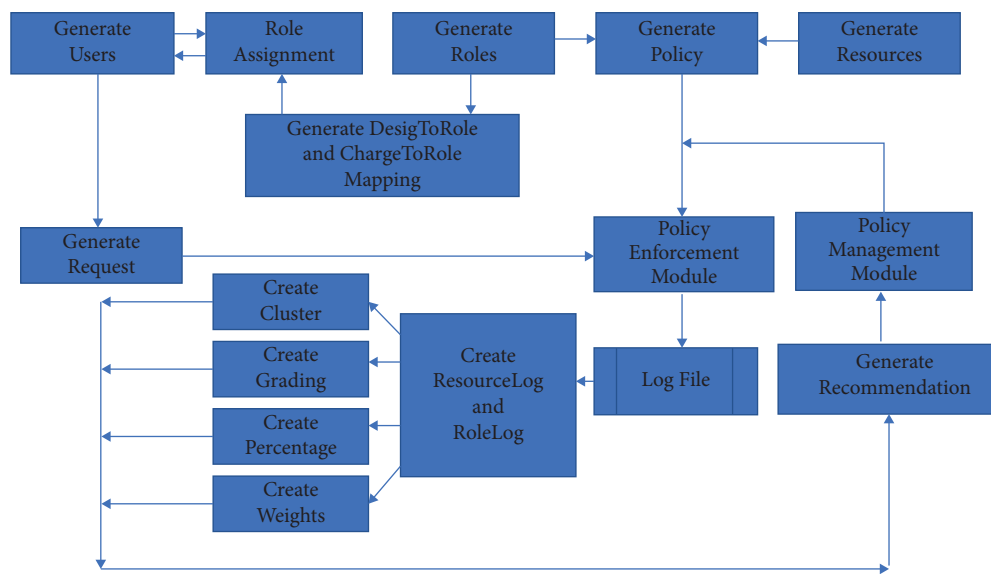 Generate
Users
Role
Assignment
Generate
Roles
Generate
Policy
Generate
Resources
Generate DesigToRole
and ChargeToRole
Mapping
Generate
Request
Policy
Enforcement
Module
Policy
Management
Module
Create
Cluster
Create
Grading
Create
Percentage
Create
Weights
Create
ResourceLog
and
RoleLog
Log File
Generate
Recommendation